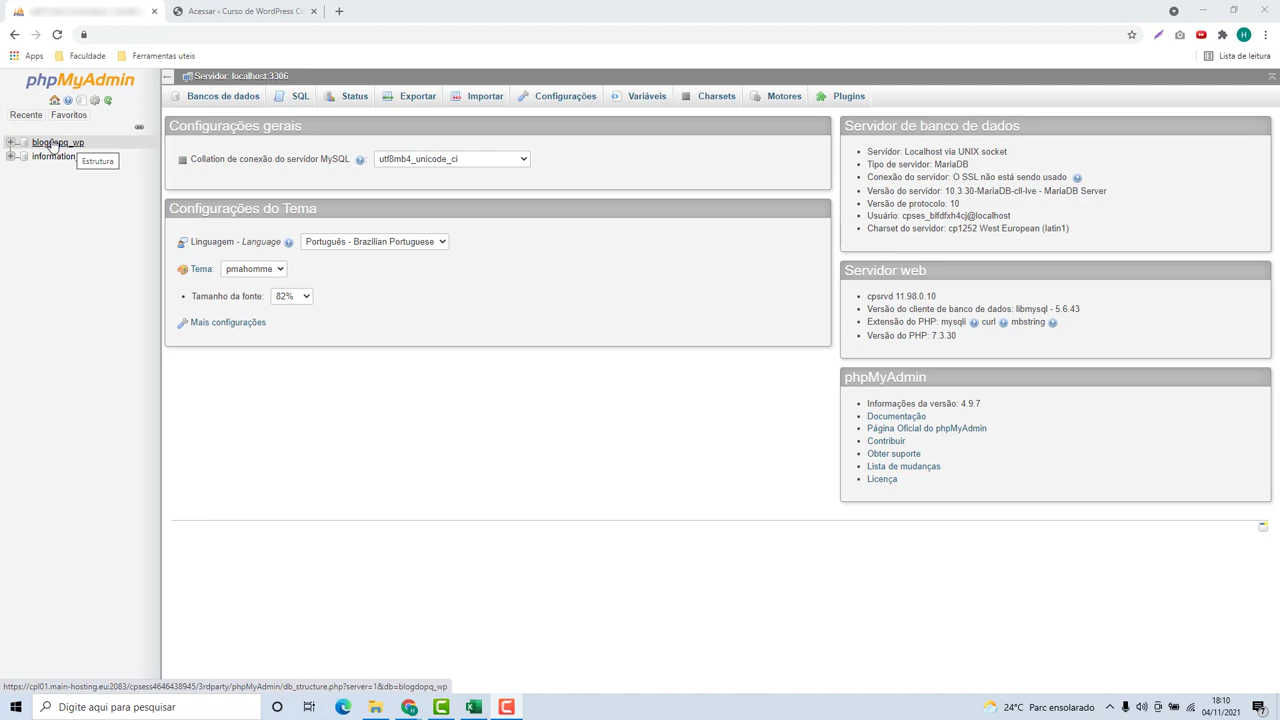 Acessar ‹ Curso de WordPress Co
Apps
Faculdade
Ferramentas uteis
Lista de leitura
phpMyAdmin
Recente
Favoritos
blogdopq_wp
information
Estrutura
Servidor: localhost:3306
Bancos de dados
SQL
Status
Exportar
Importar
Configurações
Variáveis
Charsets
Motores
Plugins
Configurações gerais
Collation de conexão do servidor MySQL
utf8mb4_unicode_ci
Configurações do Tema
Linguagem - Language
Português - Brazilian Portuguese
Tema:
pmahomme
Tamanho da fonte:
82%
Mais configurações
Servidor de banco de dados
Servidor: Localhost via UNIX socket
Tipo de servidor: MariaDB
Conexão do servidor: O SSL não está sendo usado
Versão do servidor: 10.3.30-MariaDB-cll-lve - MariaDB Server
Versão de protocolo: 10
Usuário: cpses_blfdfxh4cj@localhost
Charset do servidor: cp1252 West European (latin1)
Servidor web
cpsrvd 11.98.0.10
Versão do cliente de banco de dados: libmysql - 5.6.43
Extensão do PHP: mysqli curl mbstring
Versão do PHP: 7.3.30
phpMyAdmin
Informações da versão: 4.9.7
Documentação
Página Oficial do phpMyAdmin
Contribuir
Obter suporte
Lista de mudanças
Licença
https://cpl01.main-hosting.eu:2083/cpsess4646438945/3rdparty/phpMyAdmin/db_structure.php?server=1&db=blogdopq_wp
Digite aqui para pesquisar
24°C Parc ensolarado
18:10
04/11/2021